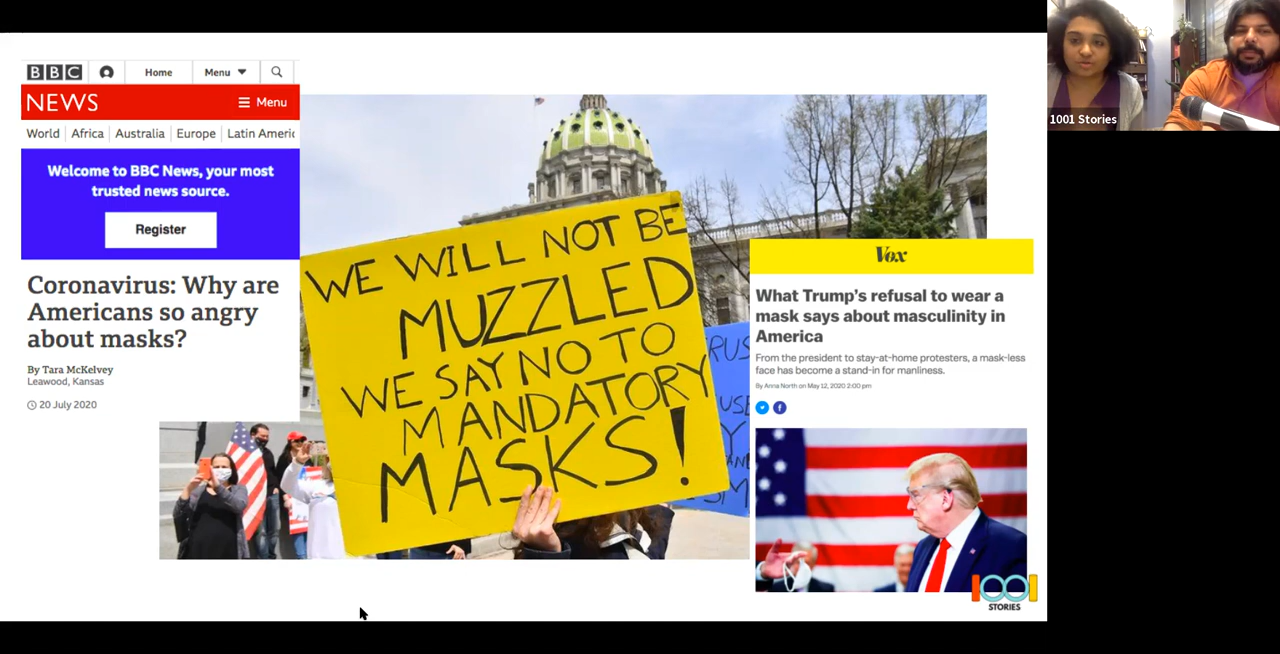 BBC
Home
Menu
NEWS
Menu
World
Africa
Australia
Europe
Latin Americ
Welcome to BBC News, your most
trusted news source.
Register
Coronavirus: Why are
Americans so angry
about masks?
By Tara McKelvey
Leawood, Kansas
20 July 2020
WE WILL NOT BE
MUZZLED
WE SAY NO TO
MANDATORY
MASKS!
RUS
USE
Vox
What Trump's refusal to wear a
mask says about masculinity in
America
From the president to stay-at-home protesters, a mask-less
face has become a stand-in for manliness.
By Anna North on May 12, 2020 2:00 pm
1001
STORIES
1001 Stories